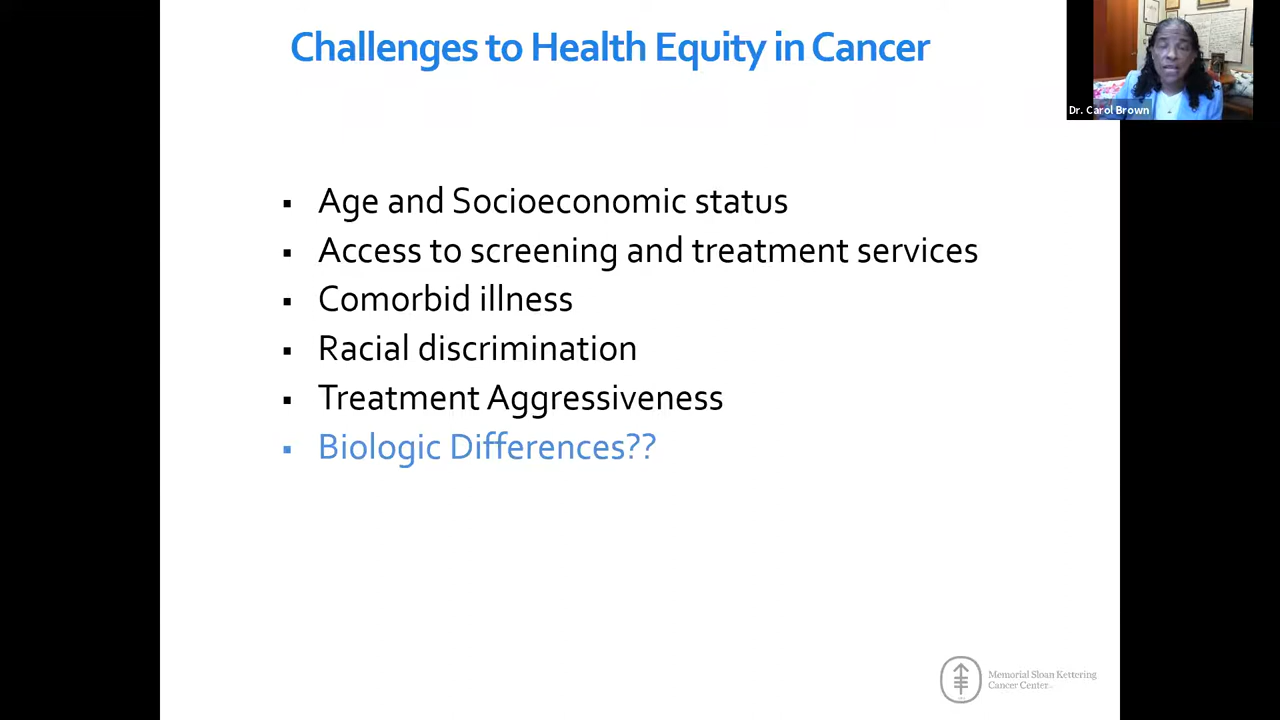 Challenges to Health Equity in Cancer
Dr. Carol Brown
▪ Age and Socioeconomic status
▪ Access to screening and treatment services
▪ Comorbid illness
▪ Racial discrimination
▪ Treatment Aggressiveness
▪ Biologic Differences??
Memorial Sloan Kettering
Cancer Center